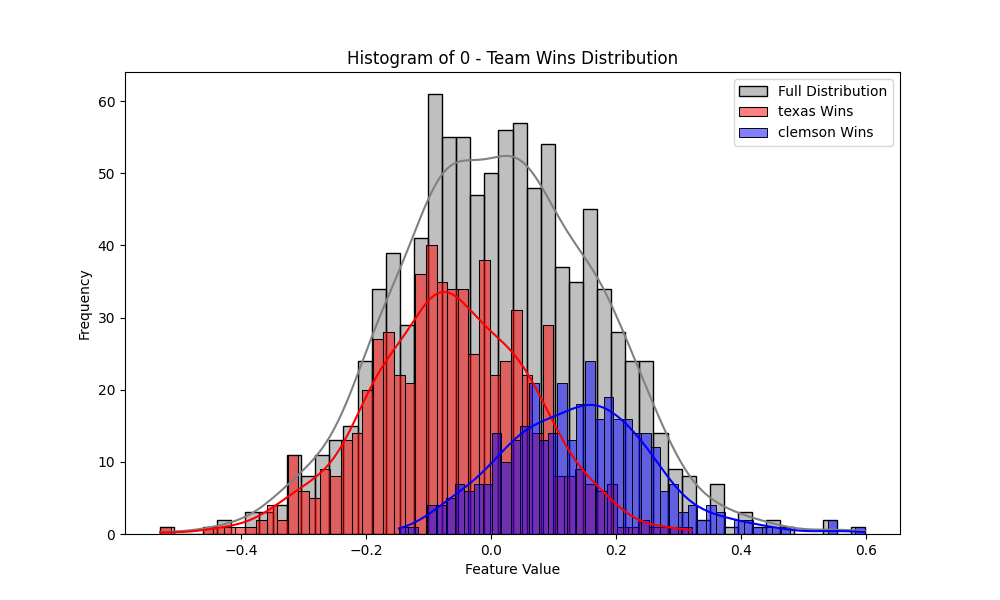 Histogram of 0 - Team Wins Distribution
Full Distribution
texas Wins
clemson Wins
Frequency
60
50
40
30
20
10
0
−0.4
−0.2
0.0
0.2
0.4
0.6
Feature Value